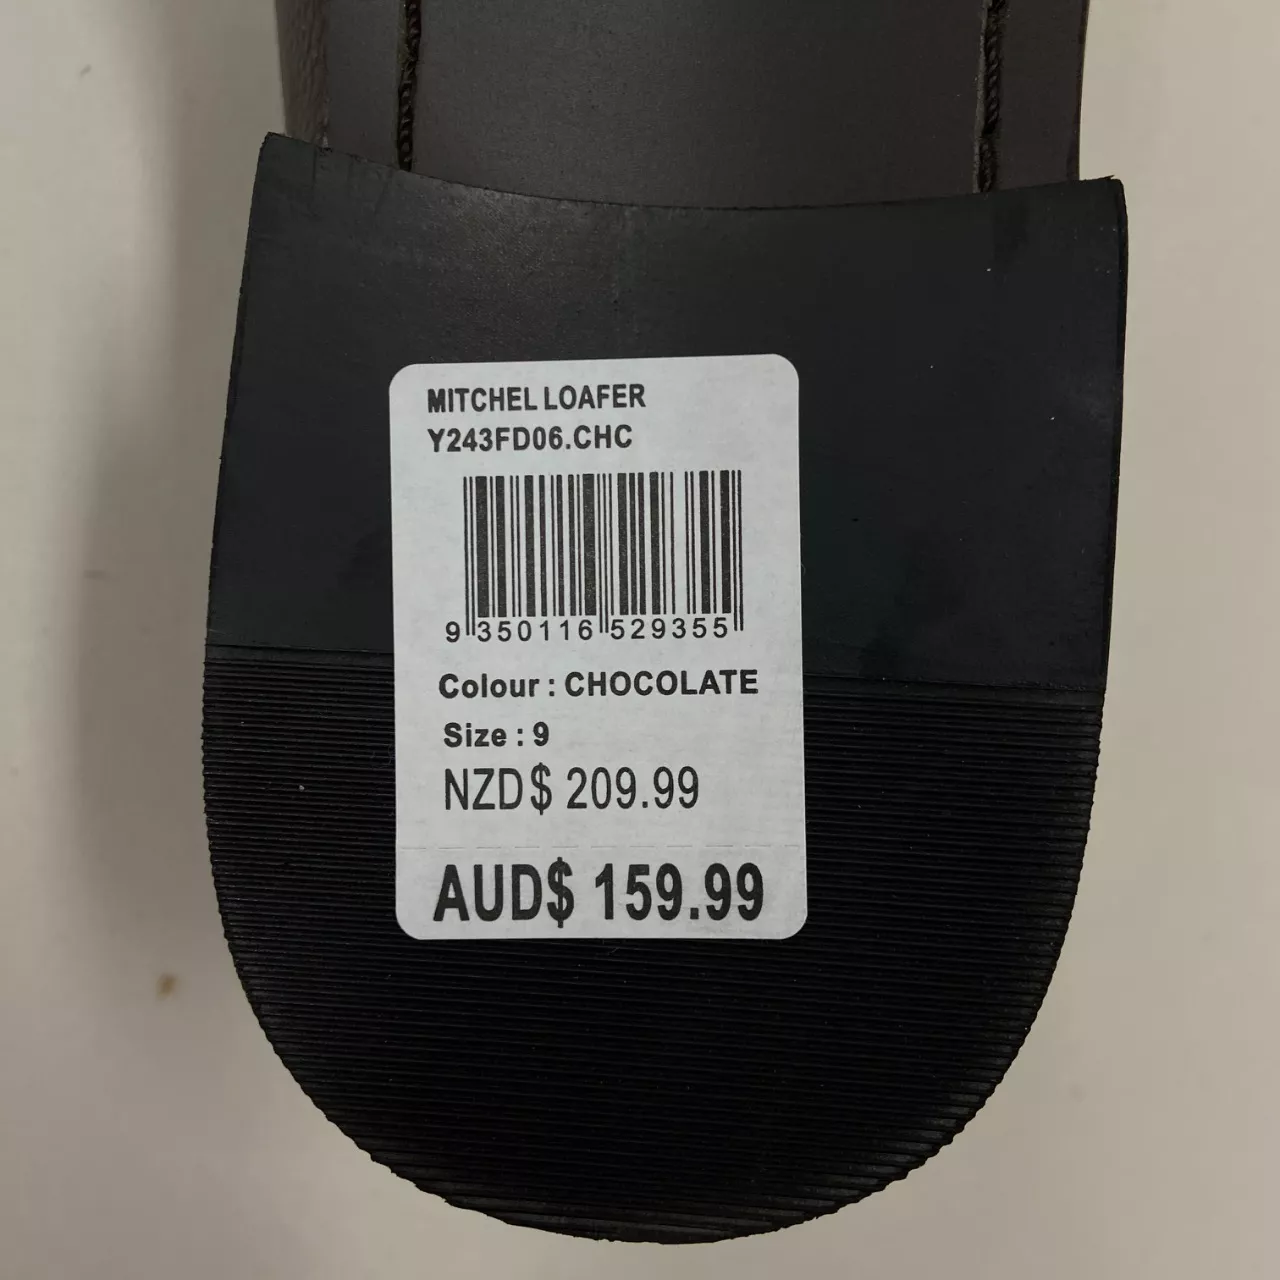 MITCHEL LOAFER
Y243FD06.CHC
9 350116 529355
Colour : CHOCOLATE
Size : 9
NZD$ 209.99
AUD$ 159.99